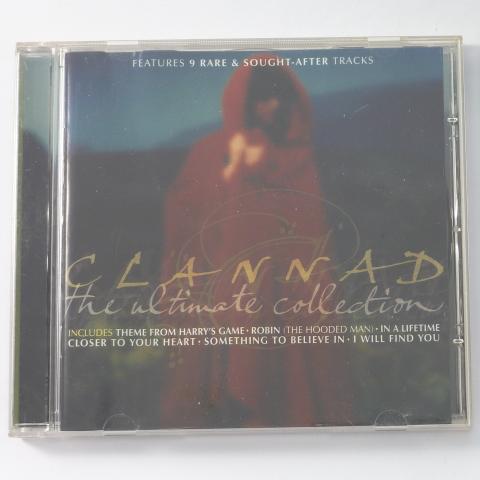 FEATURES 9 RARE & SOUGHT-AFTER TRACKS
CLANNAD
the ultimate collection
INCLUDES THEME FROM HARRY'S GAME · ROBIN (THE HOODED MAN) · IN A LIFETIME
CLOSER TO YOUR HEART · SOMETHING TO BELIEVE IN · I WILL FIND YOU